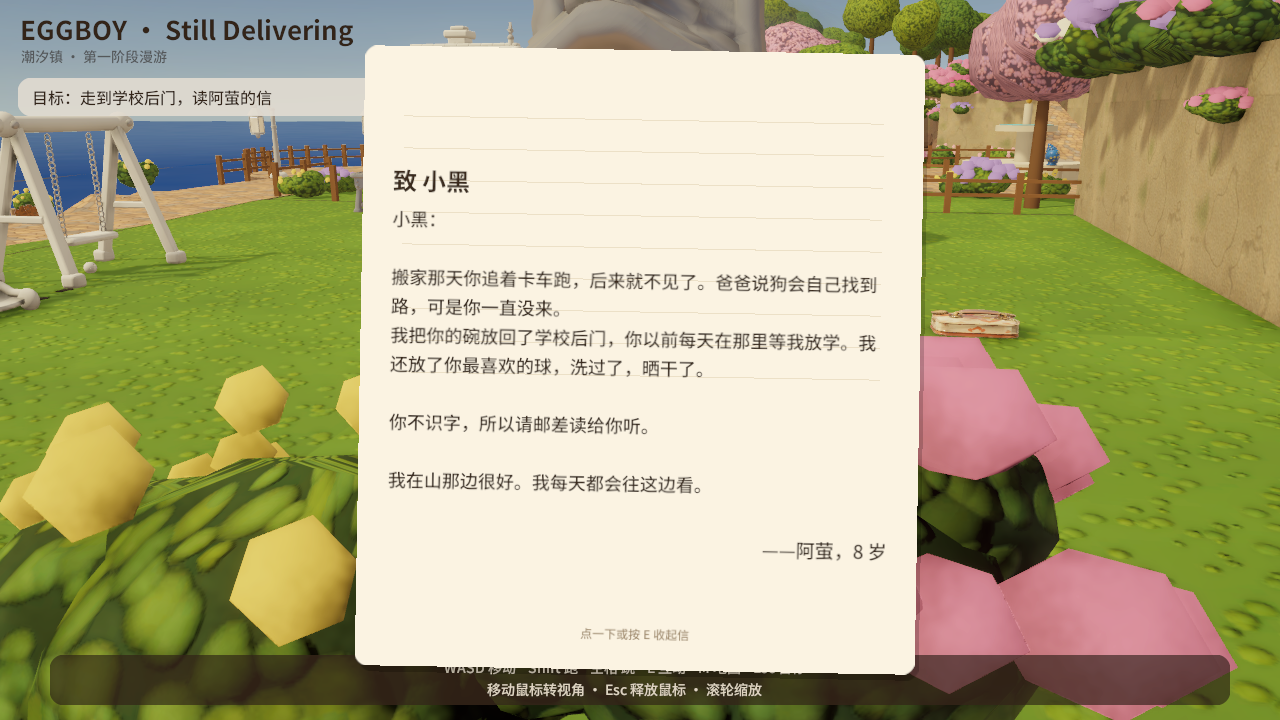 EGGBOY • Still Delivering
潮汐镇 • 第一阶段漫游
目标：走到学校后门，读阿萤的信
致 小黑
小黑：
搬家那天你追着卡车跑，后来就不见了。爸爸说狗会自己找到
路，可是你一直没来。
我把你的碗放回了学校后门，你以前每天在那里等我放学。我
还放了你最喜欢的球，洗过了，晒干了。
你不识字，所以请邮差读给你听。
我在山那边很好。我每天都会往这边看。
——阿萤，8 岁
点一下或按 E 收起信
移动鼠标转视角 • Esc 释放鼠标 • 滚轮缩放